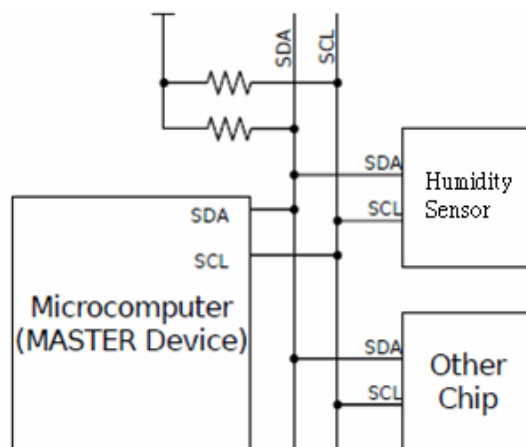 SDA
SCL
SDA
Humidity
Sensor
SCL
SDA
SCL
Microcomputer
(MASTER Device)
SDA
Other
Chip
SCL